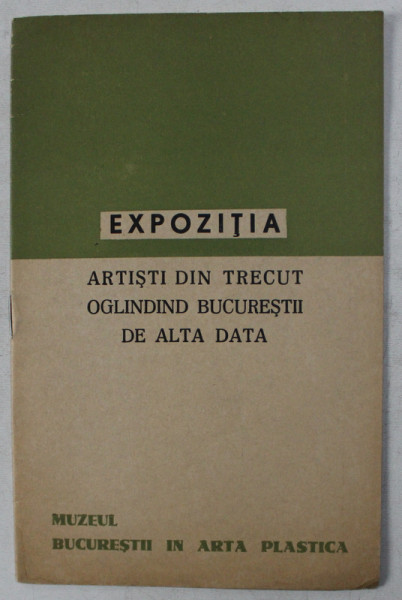 EXPOZIŢIA
ARTIŞTI DIN TRECUT
OGLINDIND BUCUREŞTII
DE ALTA DATA
MUZEUL
BUCUREŞTII IN ARTA PLASTICA